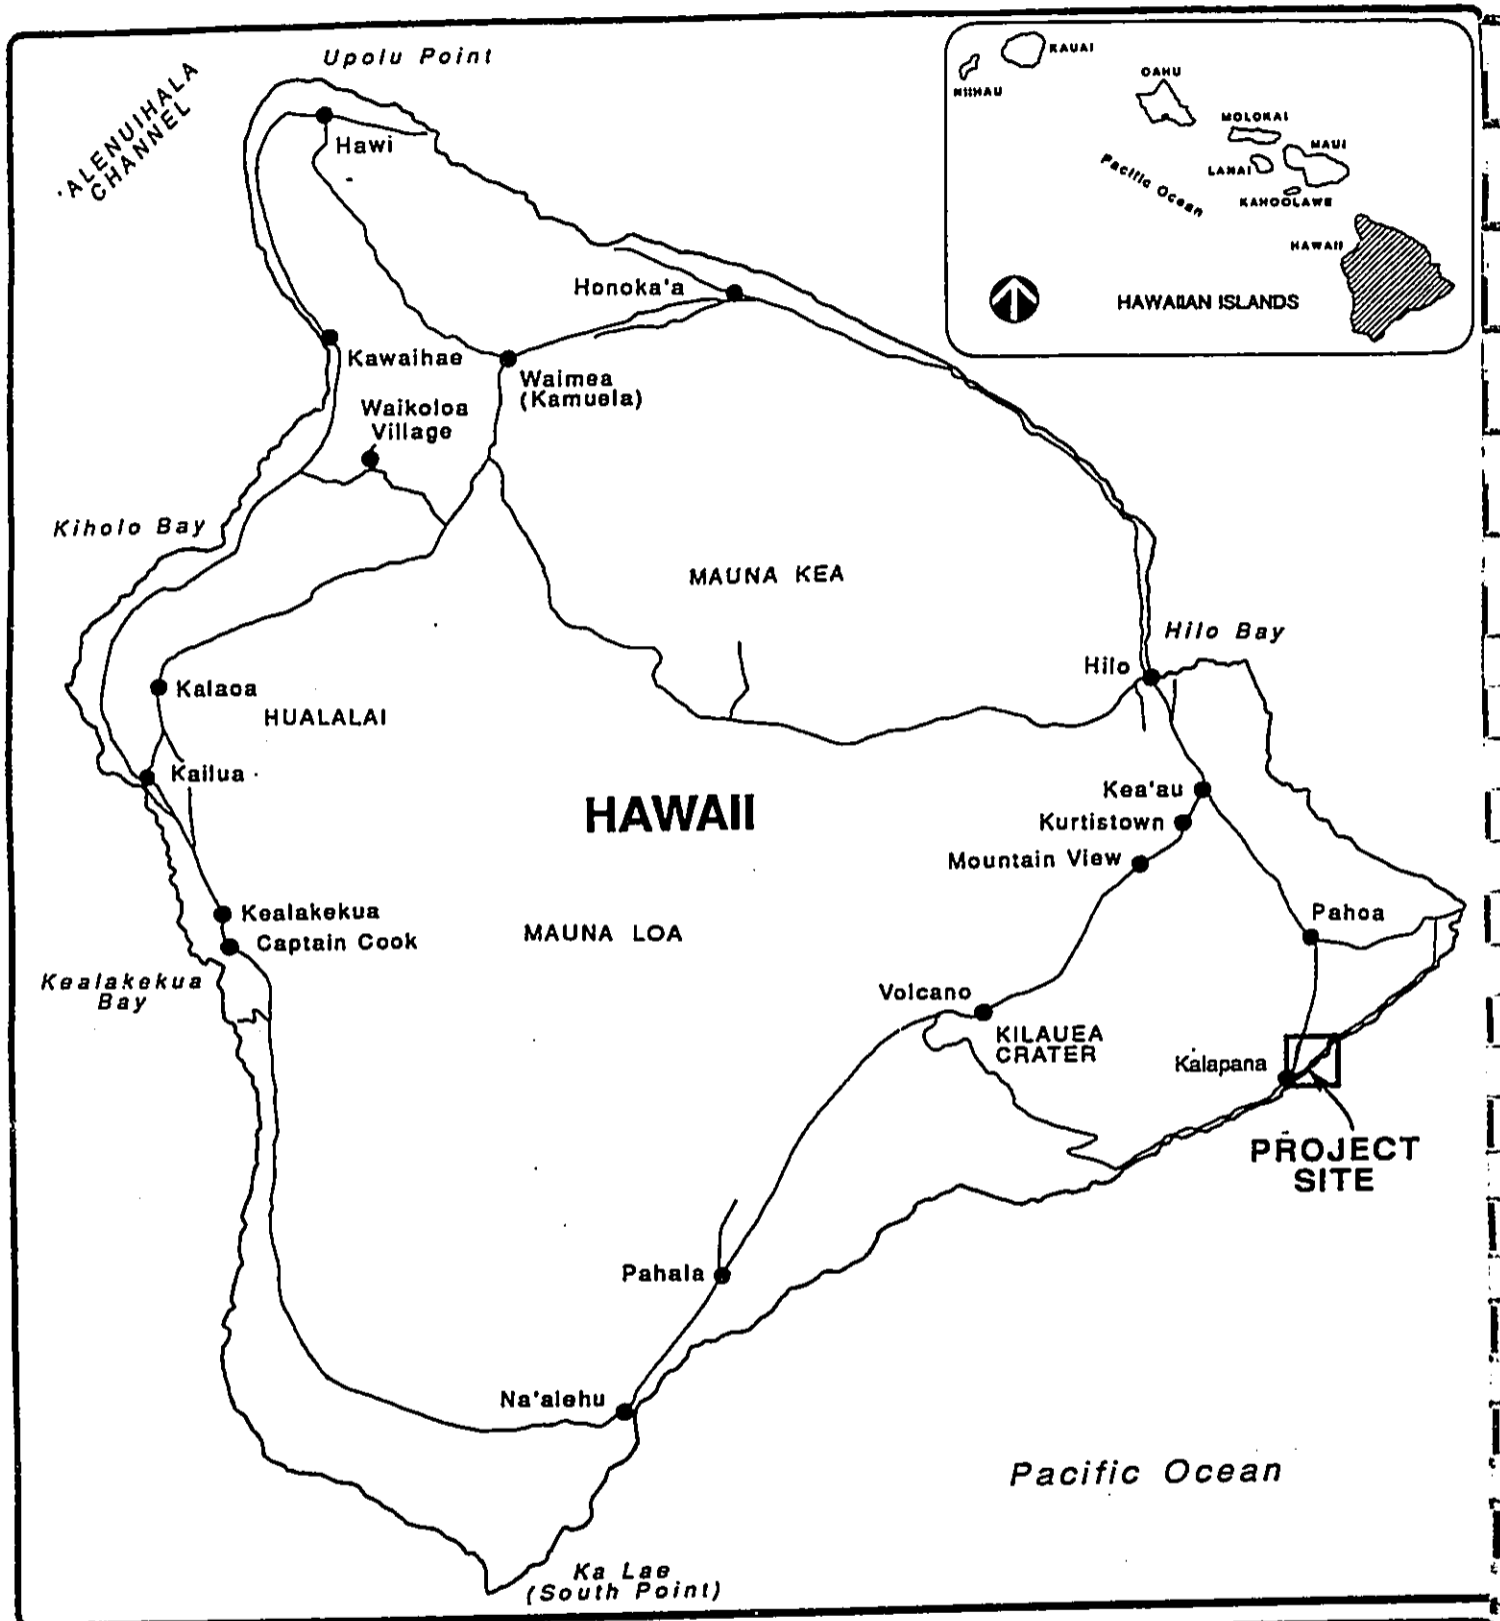 Upolu Point
'ALENUIHALA
CHANNEL
Hawi
KAUAI
NIIHAU
OAHU
MOLOKAI
MAUI
LANAI
KAHOOLAWE
Pacific Ocean
HAWAII
HAWAIIAN ISLANDS
Honoka'a
Kawaihae
Waimea
(Kamuela)
Waikoloa
Village
Kiholo Bay
MAUNA KEA
Hilo Bay
Hilo
Kalaoa
HUALALAI
Kailua
HAWAII
Kea'au
Kurtistown
Mountain View
Kealakekua
Captain Cook
MAUNA LOA
Pahoa
Kealakekua
Bay
Volcano
KILAUEA
CRATER
Kalapana
PROJECT
SITE
Pahala
Na'alehu
Pacific Ocean
Ka Lae
(South Point)